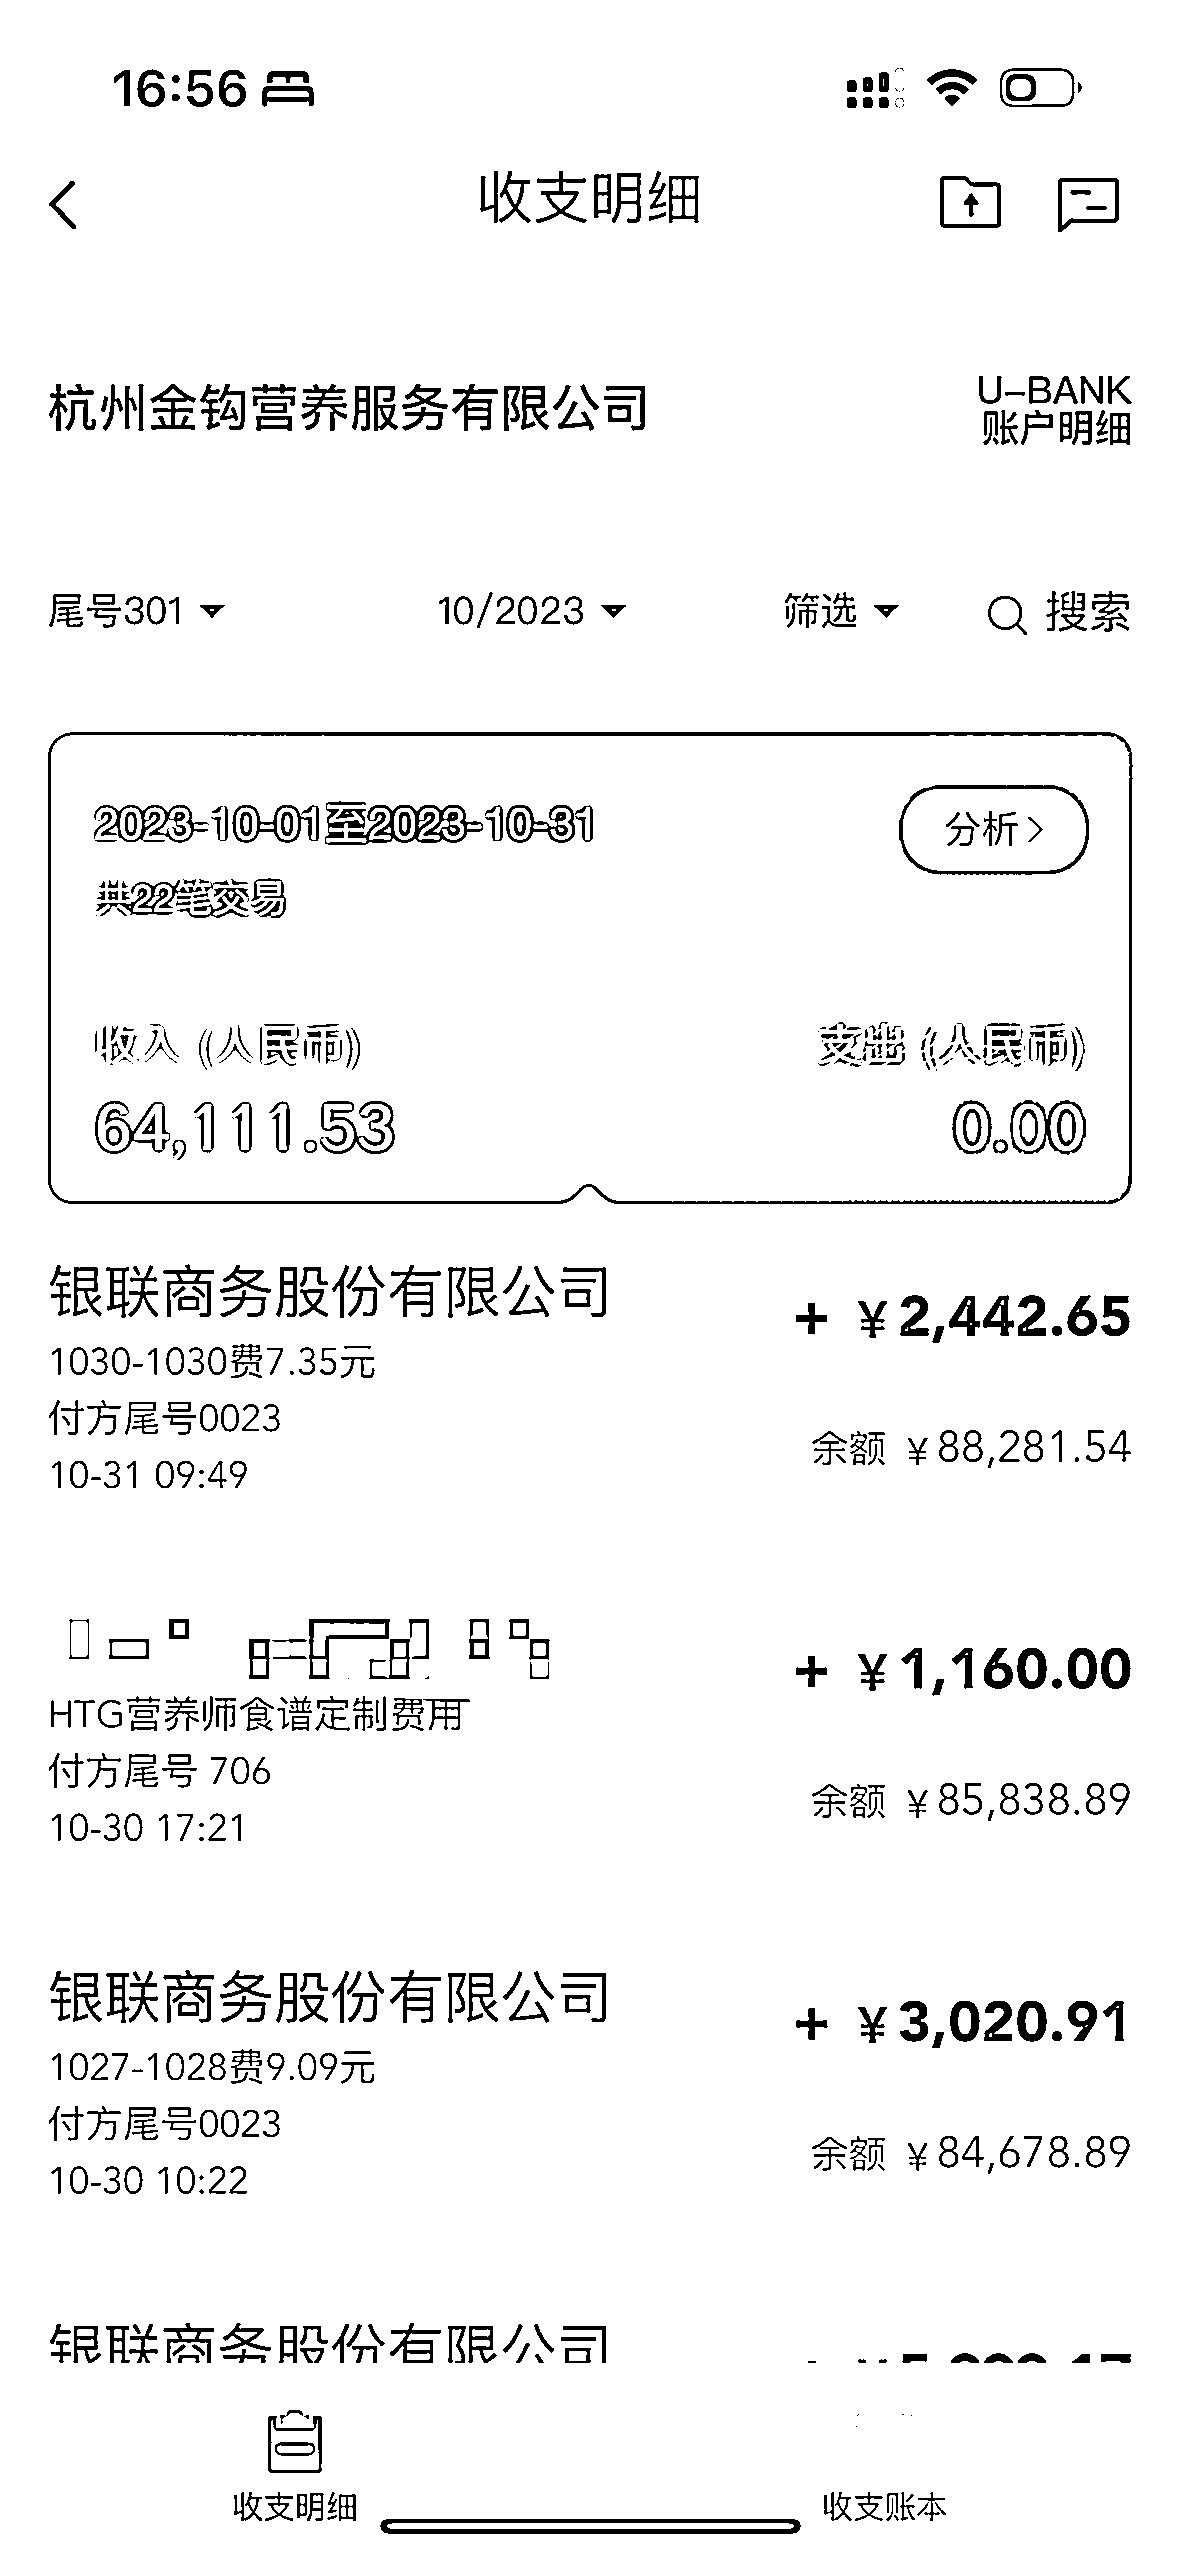 16:56
收支明细
杭州金钩营养服务有限公司
U-BANK
账户明细
尾号301
10/2023
筛选
搜索
2023-10-01至2023-10-31
分析
共22笔交易
收入 (人民币)
支出 (人民币)
64,111.53
0.00
银联商务股份有限公司
+ ¥2,442.65
1030-1030费7.35元
付方尾号0023
余额 ¥88,281.54
10-31 09:49
+ ¥1,160.00
HTG营养师食谱定制费用
付方尾号 706
余额 ¥85,838.89
10-30 17:21
银联商务股份有限公司
+ ¥3,020.91
1027-1028费9.09元
付方尾号0023
余额 ¥84,678.89
10-30 10:22
银联商务股份有限公司
收支明细
收支账本